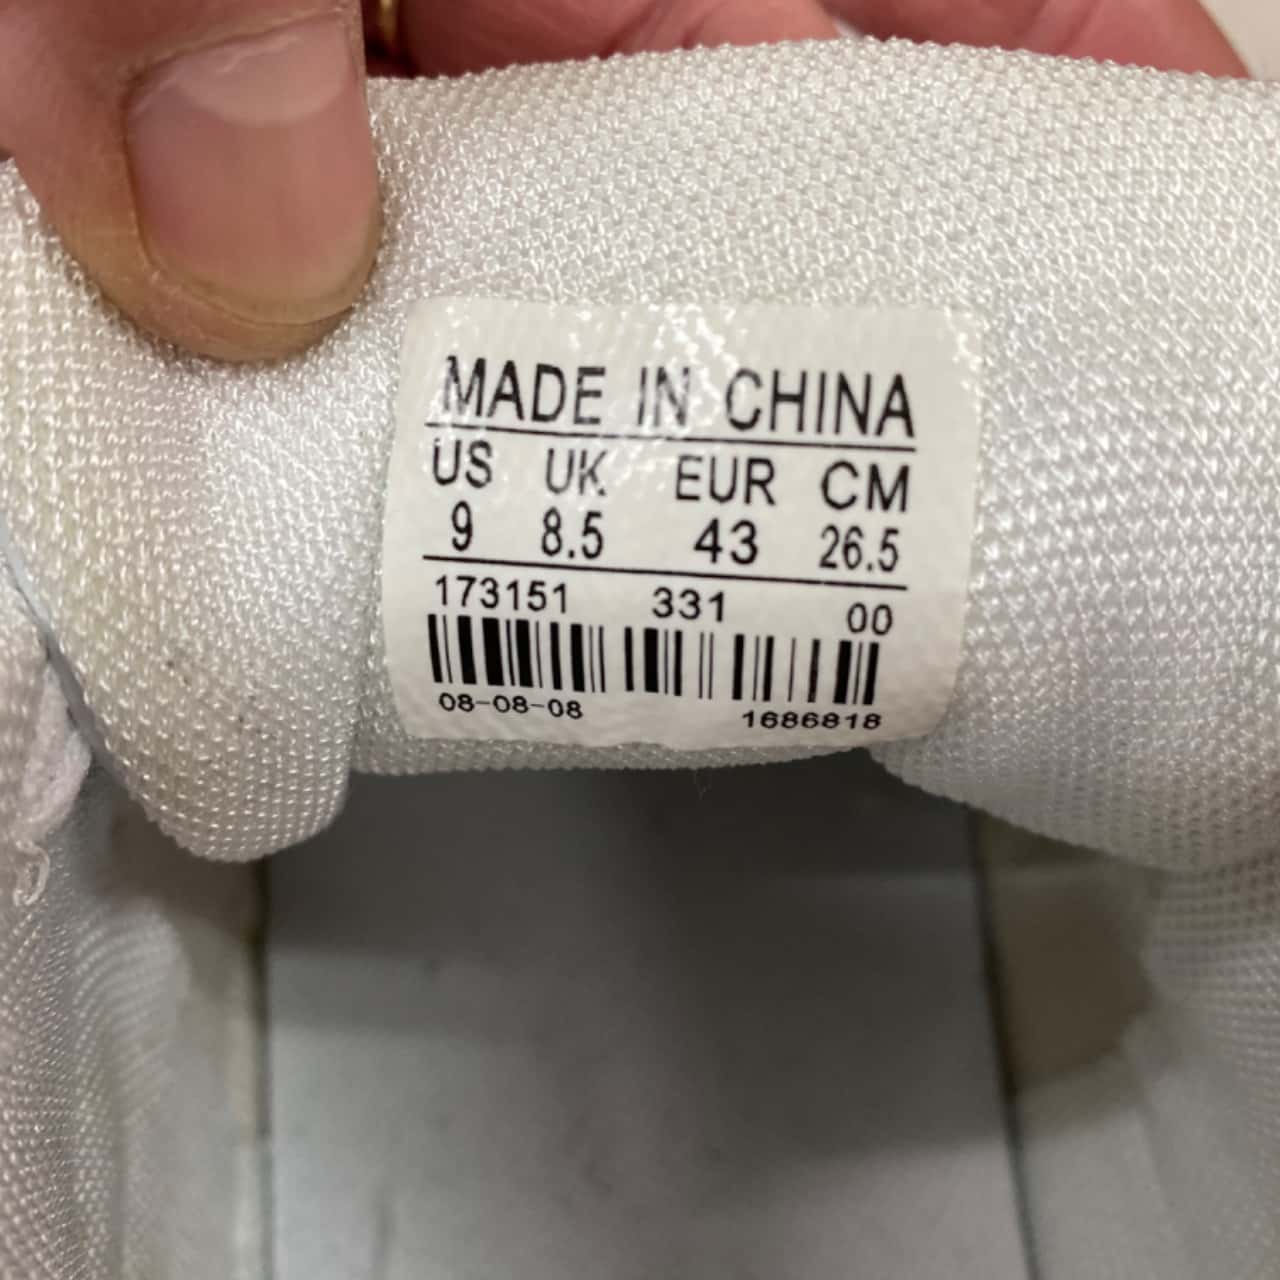 MADE IN CHINA
US UK EUR CM
9 8.5 43 26.5
173151 331 00
08-08-08 1686818